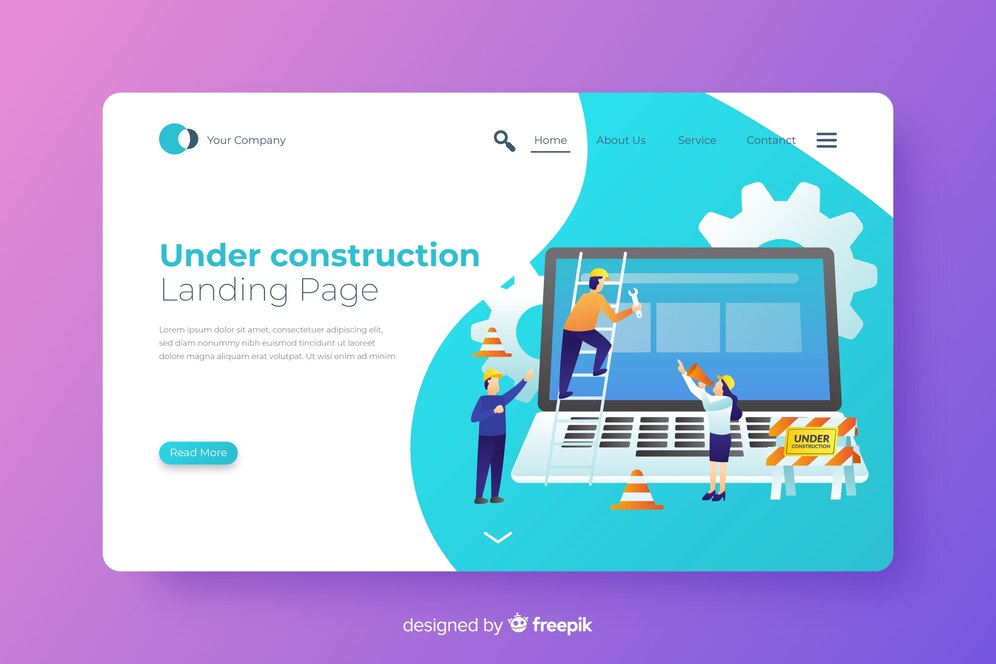 Your Company
Home
About Us
Service
Contanct
Under construction
Landing Page
Lorem ipsum dolor sit amet, consectetuer adipiscing elit,
sed diam nonummy nibh euismod tincidunt ut laoreet
dolore magna aliquam erat volutpat. Ut wisi enim ad minim
Read More
UNDER
CONSTRUCTION
designed by freepik